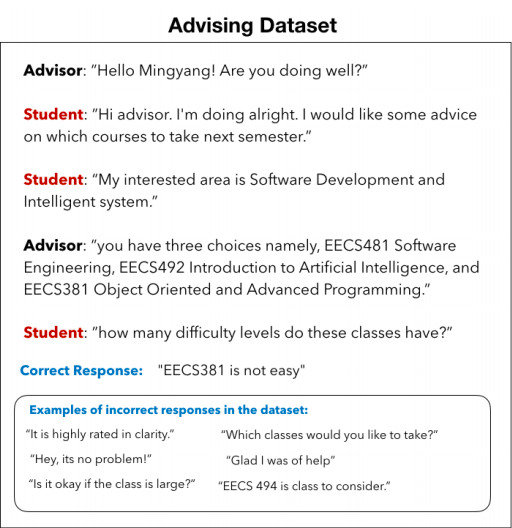 Advising Dataset
Advisor: ”Hello Mingyang! Are you doing well?”
Student: “Hi advisor. I'm doing alright. I would like some advice
on which courses to take next semester.”
Student: “My interested area is Software Development and
Intelligent system.”
Advisor: ”you have three choices namely, EECS481 Software
Engineering, EECS492 Introduction to Artificial Intelligence, and
EECS381 Object Oriented and Advanced Programming.”
Student: ”how many difficulty levels do these classes have?”
Correct Response: "EECS381 is not easy"
Examples of incorrect responses in the dataset:
“It is highly rated in clarity.” “Which classes would you like to take?”
“Hey, its no problem!” “Glad I was of help”
“Is it okay if the class is large?” “EECS 494 is class to consider.”